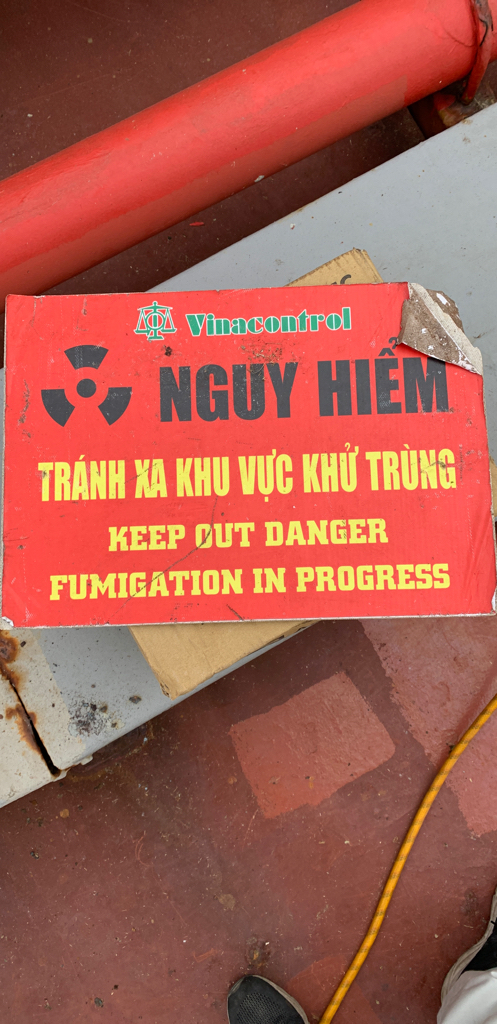 Vinacontrol
NGUY HIỂM
TRÁNH XA KHU VỰC KHỬ TRÙNG
KEEP OUT DANGER
FUMIGATION IN PROGRESS